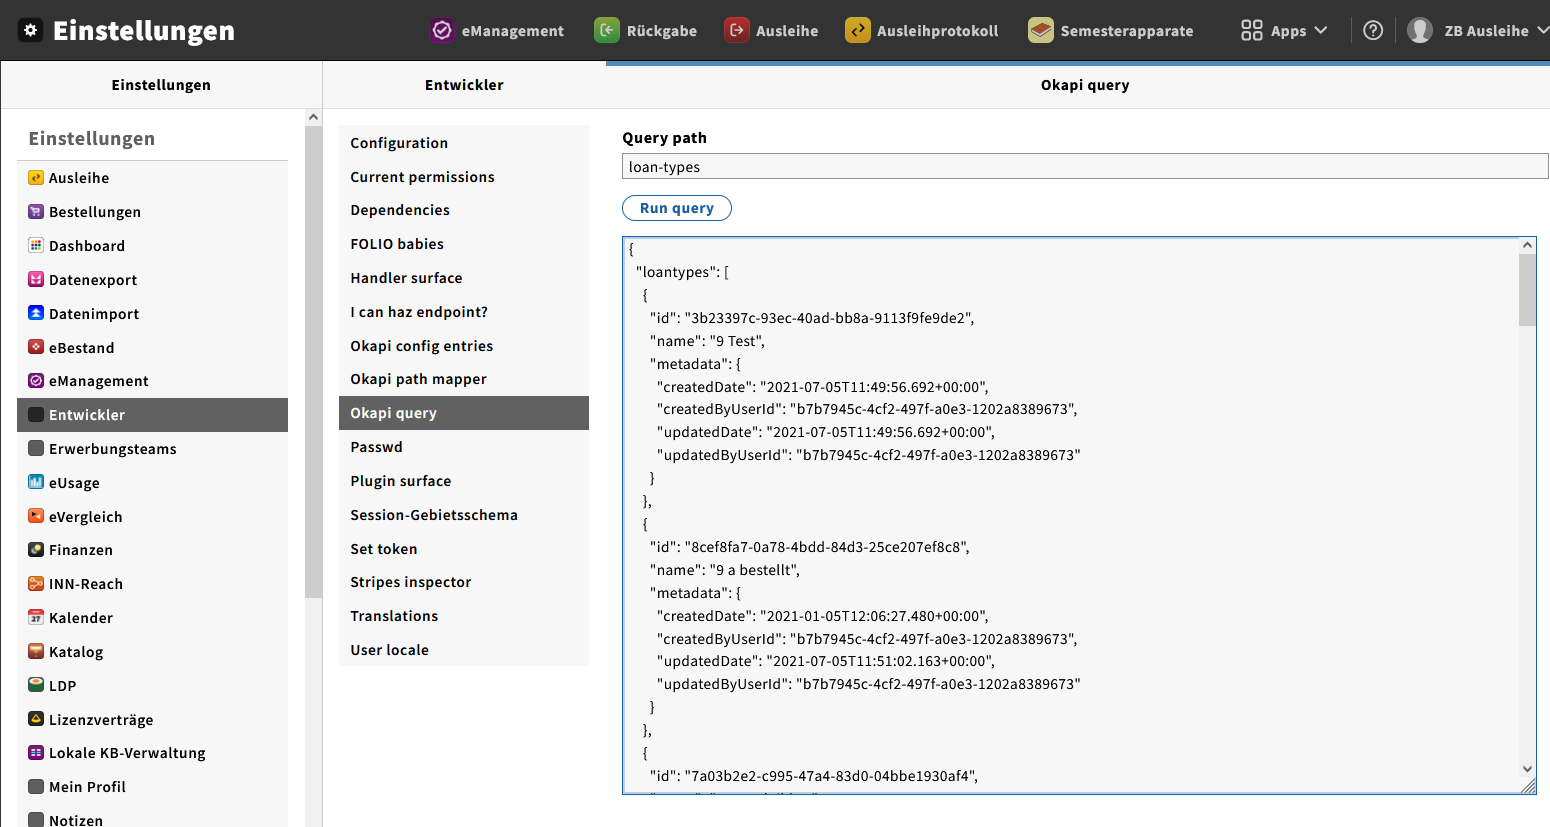 Einstellungen
eManagement
Rückgabe
Ausleihe
Ausleihprotokoll
Semesterapparate
Apps
ZB Ausleihe
Einstellungen
Entwickler
Okapi query
Einstellungen
Ausleihe
Bestellungen
Dashboard
Datenexport
Datenimport
eBestand
eManagement
Entwickler
Erwerbungsteams
eUsage
eVergleich
Finanzen
INN-Reach
Kalender
Katalog
LDP
Lizenzverträge
Lokale KB-Verwaltung
Mein Profil
Notizen
Configuration
Current permissions
Dependencies
FOLIO babies
Handler surface
I can haz endpoint?
Okapi config entries
Okapi path mapper
Okapi query
Passwd
Plugin surface
Session-Gebietsschema
Set token
Stripes inspector
Translations
User locale
Query path
loan-types
Run query
{
"loantypes": [
{
"id": "3b23397c-93ec-40ad-bb8a-9113f9fe9de2",
"name": "9 Test",
"metadata": {
"createdDate": "2021-07-05T11:49:56.692+00:00",
"createdByUserId": "b7b7945c-4cf2-497f-a0e3-1202a8389673",
"updatedDate": "2021-07-05T11:49:56.692+00:00",
"updatedByUserId": "b7b7945c-4cf2-497f-a0e3-1202a8389673"
}
},
{
"id": "8cef8fa7-0a78-4bdd-84d3-25ce207ef8c8",
"name": "9 a bestellt",
"metadata": {
"createdDate": "2021-01-05T12:06:27.480+00:00",
"createdByUserId": "b7b7945c-4cf2-497f-a0e3-1202a8389673",
"updatedDate": "2021-07-05T11:51:02.163+00:00",
"updatedByUserId": "b7b7945c-4cf2-497f-a0e3-1202a8389673"
}
},
{
"id": "7a03b2e2-c995-47a4-83d0-04bbe1930af4",